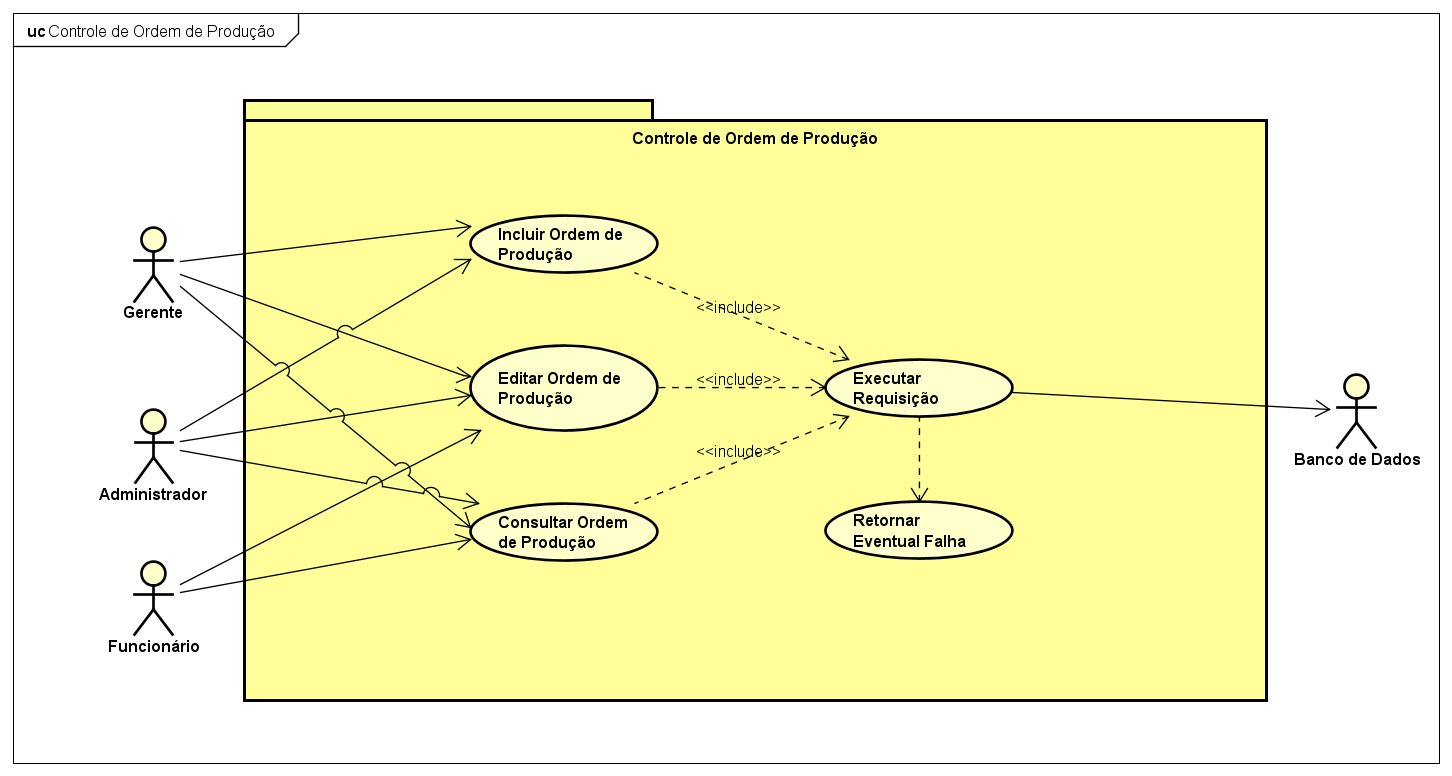 uc Controle de Ordem de Produção
Controle de Ordem de Produção
Incluir Ordem de
Produção
Gerente
<<include>>
Editar Ordem de
Produção
<<include>>
Executar
Requisição
Banco de Dados
Administrador
<<include>>
Consultar Ordem
de Produção
Retornar
Eventual Falha
Funcionário